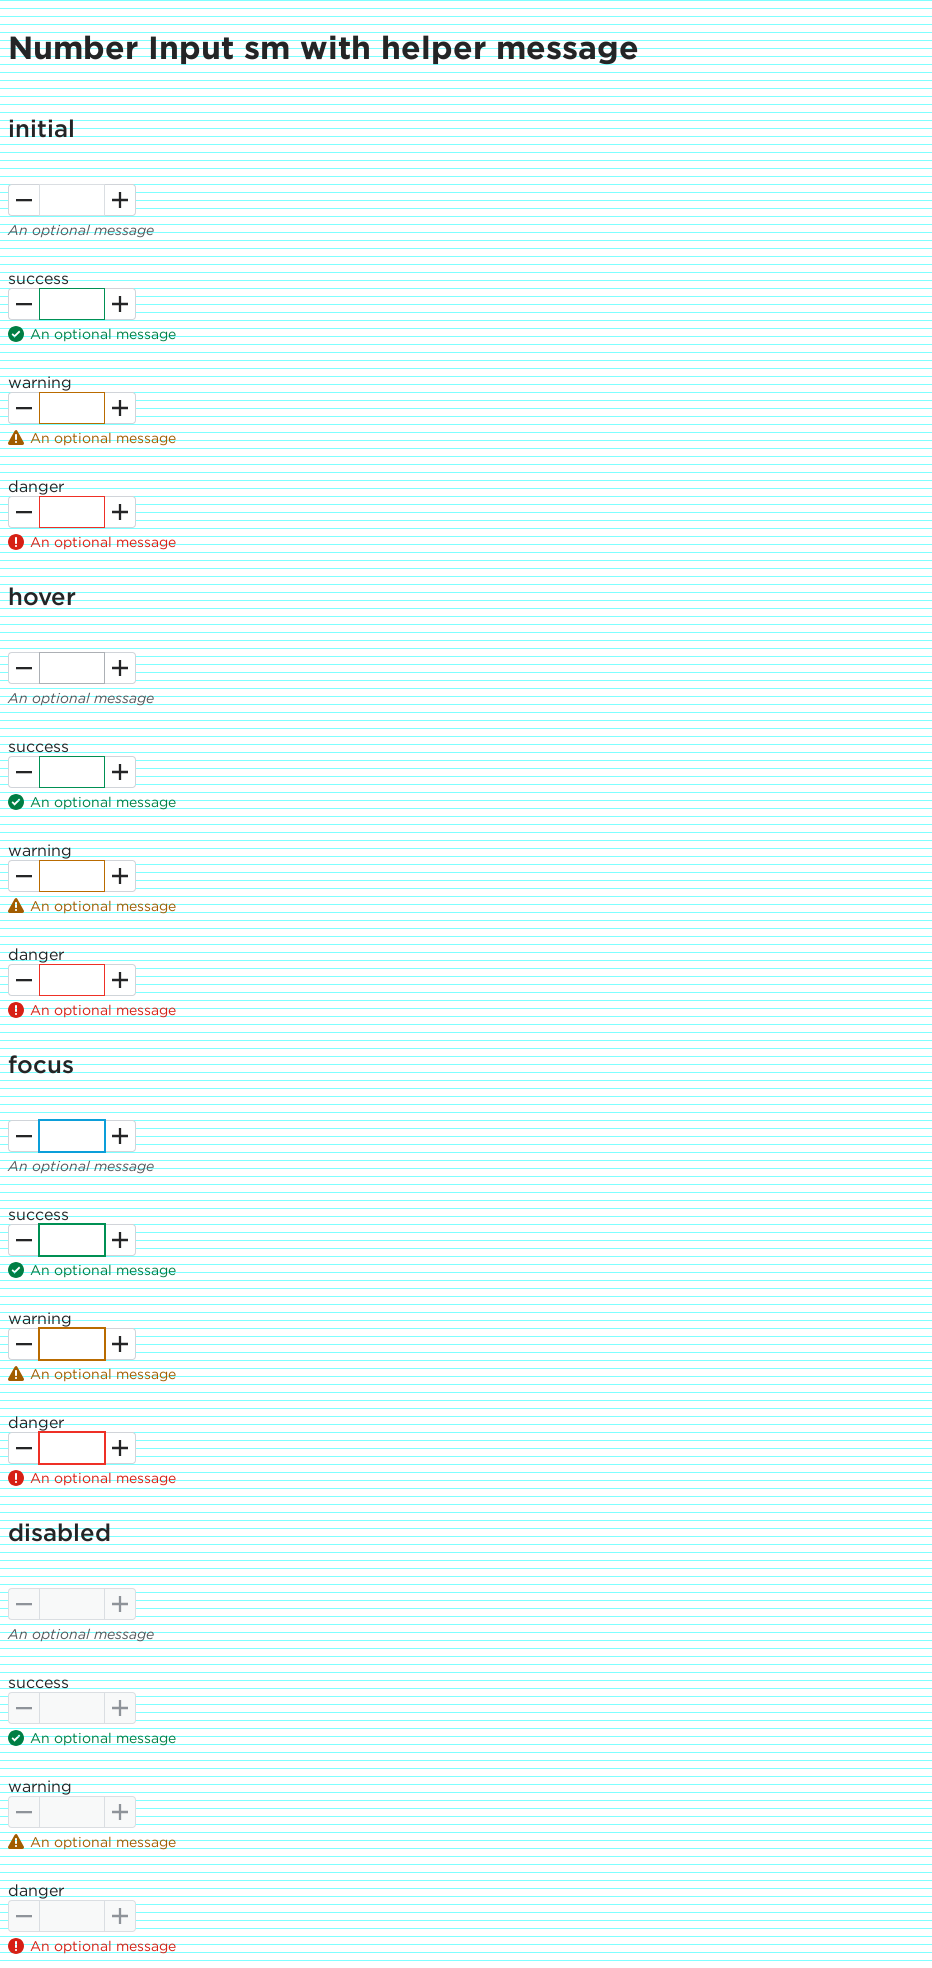 Number Input sm with helper message
initial
An optional message
success
An optional message
warning
An optional message
danger
An optional message
hover
An optional message
success
An optional message
warning
An optional message
danger
An optional message
focus
An optional message
success
An optional message
warning
An optional message
danger
An optional message
disabled
An optional message
success
An optional message
warning
An optional message
danger
An optional message